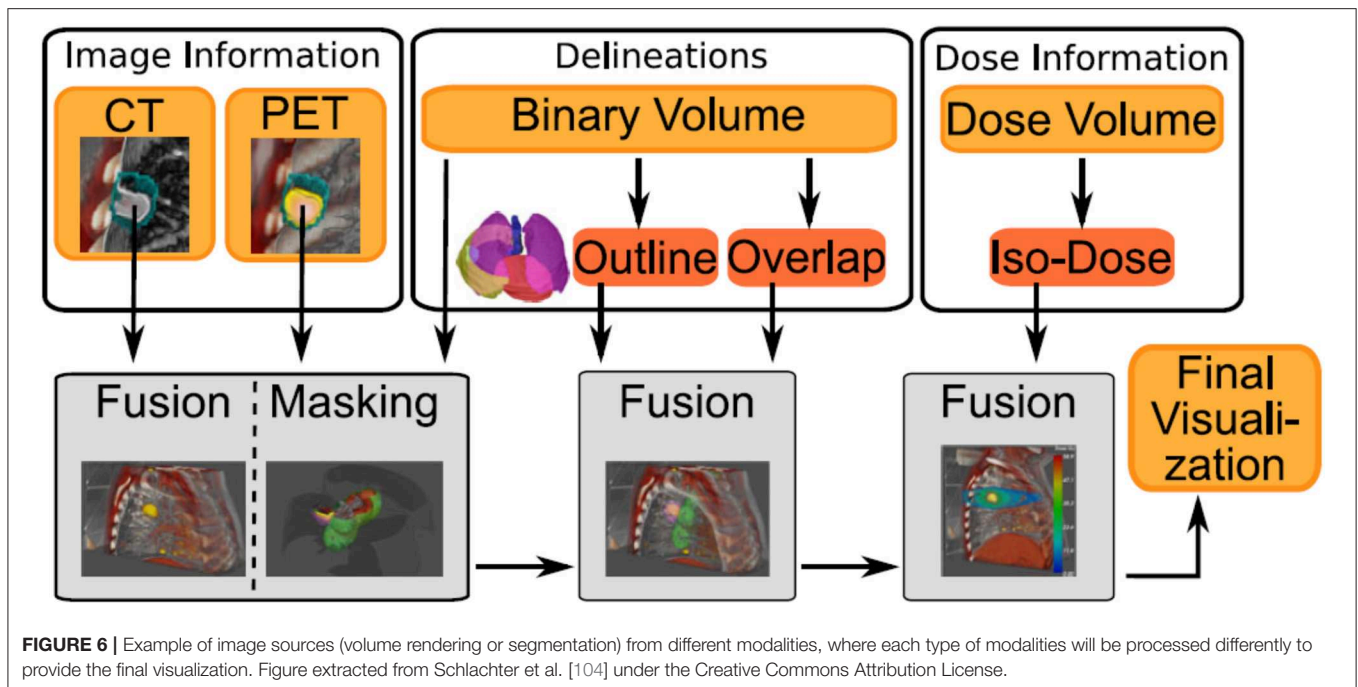 Image Information
CT
PET
Delineations
Binary Volume
Outline
Overlap
Dose Information
Dose Volume
Iso-Dose
Fusion
Masking
Fusion
Fusion
Final
Visuali-
zation
FIGURE 6 | Example of image sources (volume rendering or segmentation) from different modalities, where each type of modalities will be processed differently to
provide the final visualization. Figure extracted from Schlachter et al. [104] under the Creative Commons Attribution License.